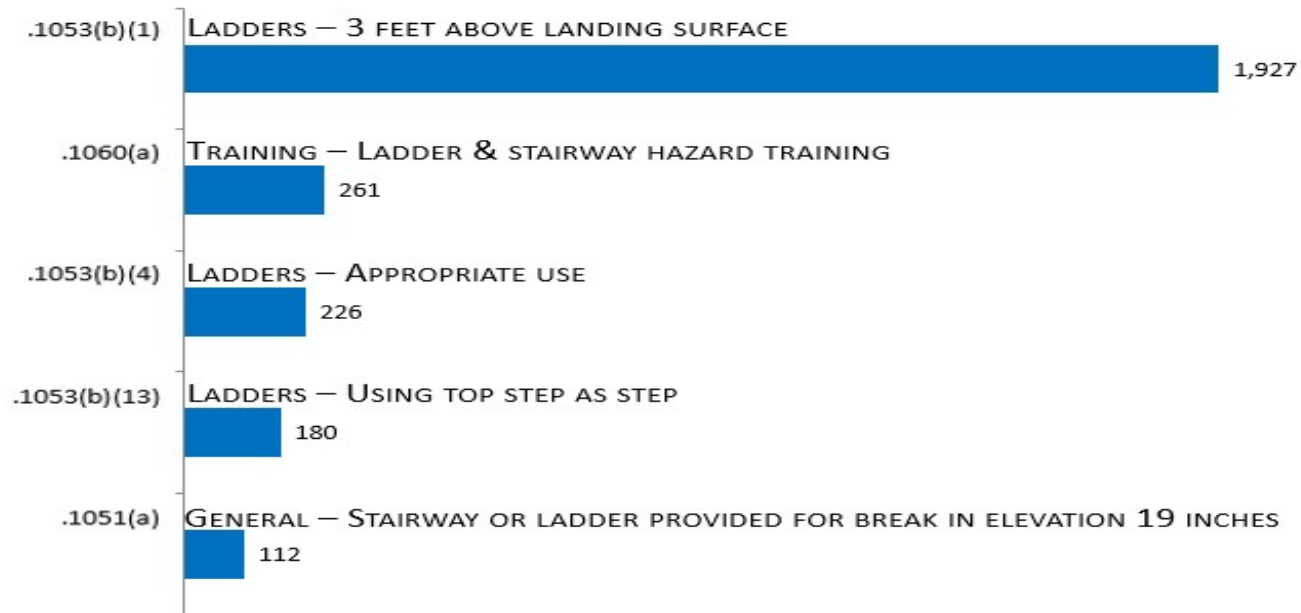 .1053(b)(1) LADDERS – 3 FEET ABOVE LANDING SURFACE
1,927
.1060(a) TRAINING – LADDER & STAIRWAY HAZARD TRAINING
261
.1053(b)(4) LADDERS – APPROPRIATE USE
226
.1053(b)(13) LADDERS – USING TOP STEP AS STEP
180
.1051(a) GENERAL – STAIRWAY OR LADDER PROVIDED FOR BREAK IN ELEVATION 19 INCHES
112